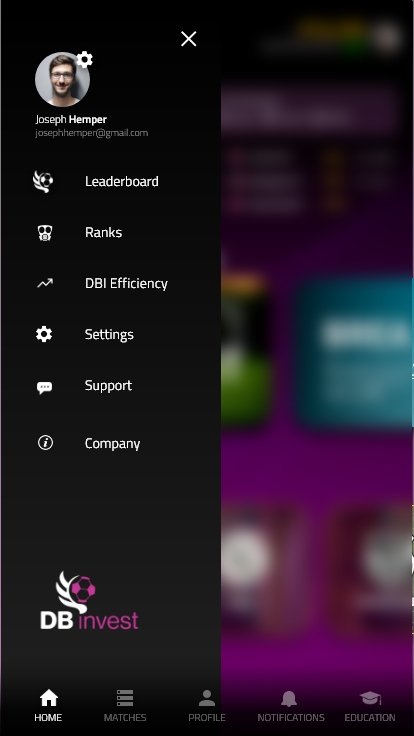 Joseph Hemper
josephhemper@gmail.com
Leaderboard
Ranks
DBI Efficiency
Settings
Support
Company
DB invest
HOME
MATCHES
PROFILE
NOTIFICATIONS
EDUCATION